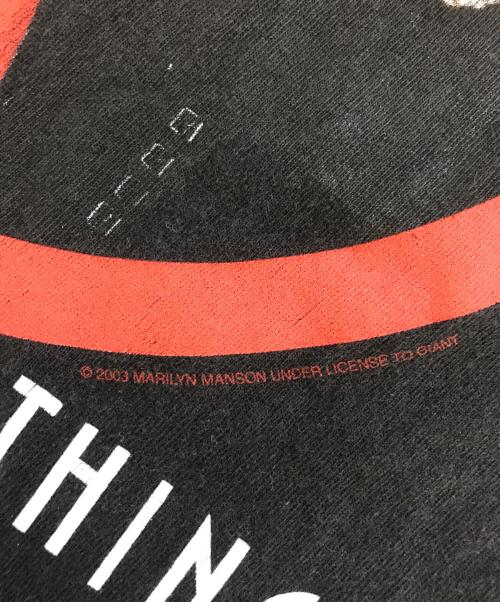 © 2003 MARILYN MANSON UNDER LICENSE TO GIANT
THING